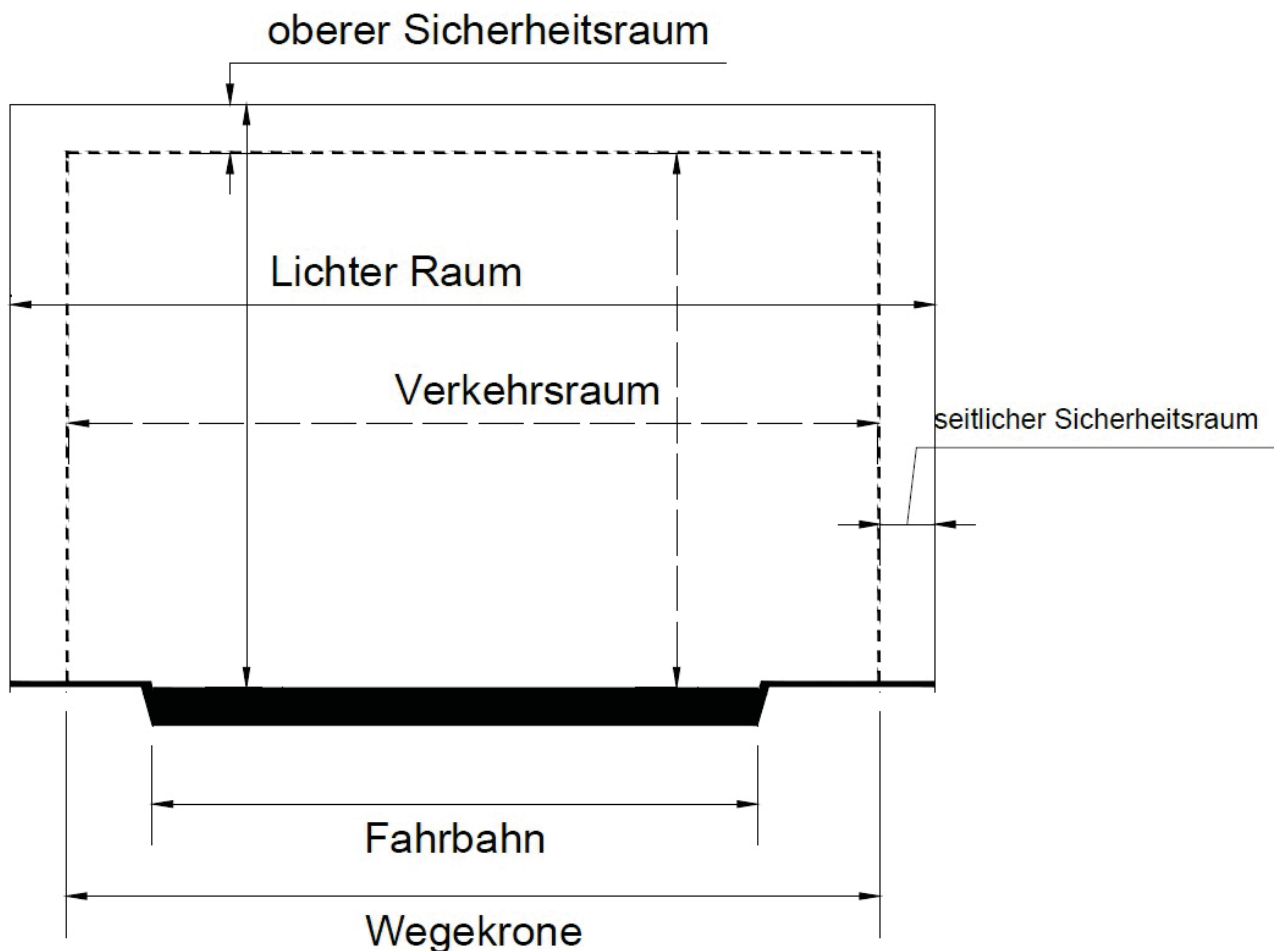 oberer Sicherheitsraum
Lichter Raum
Verkehrsraum
seitlicher Sicherheitsraum
Fahrbahn
Wegekrone